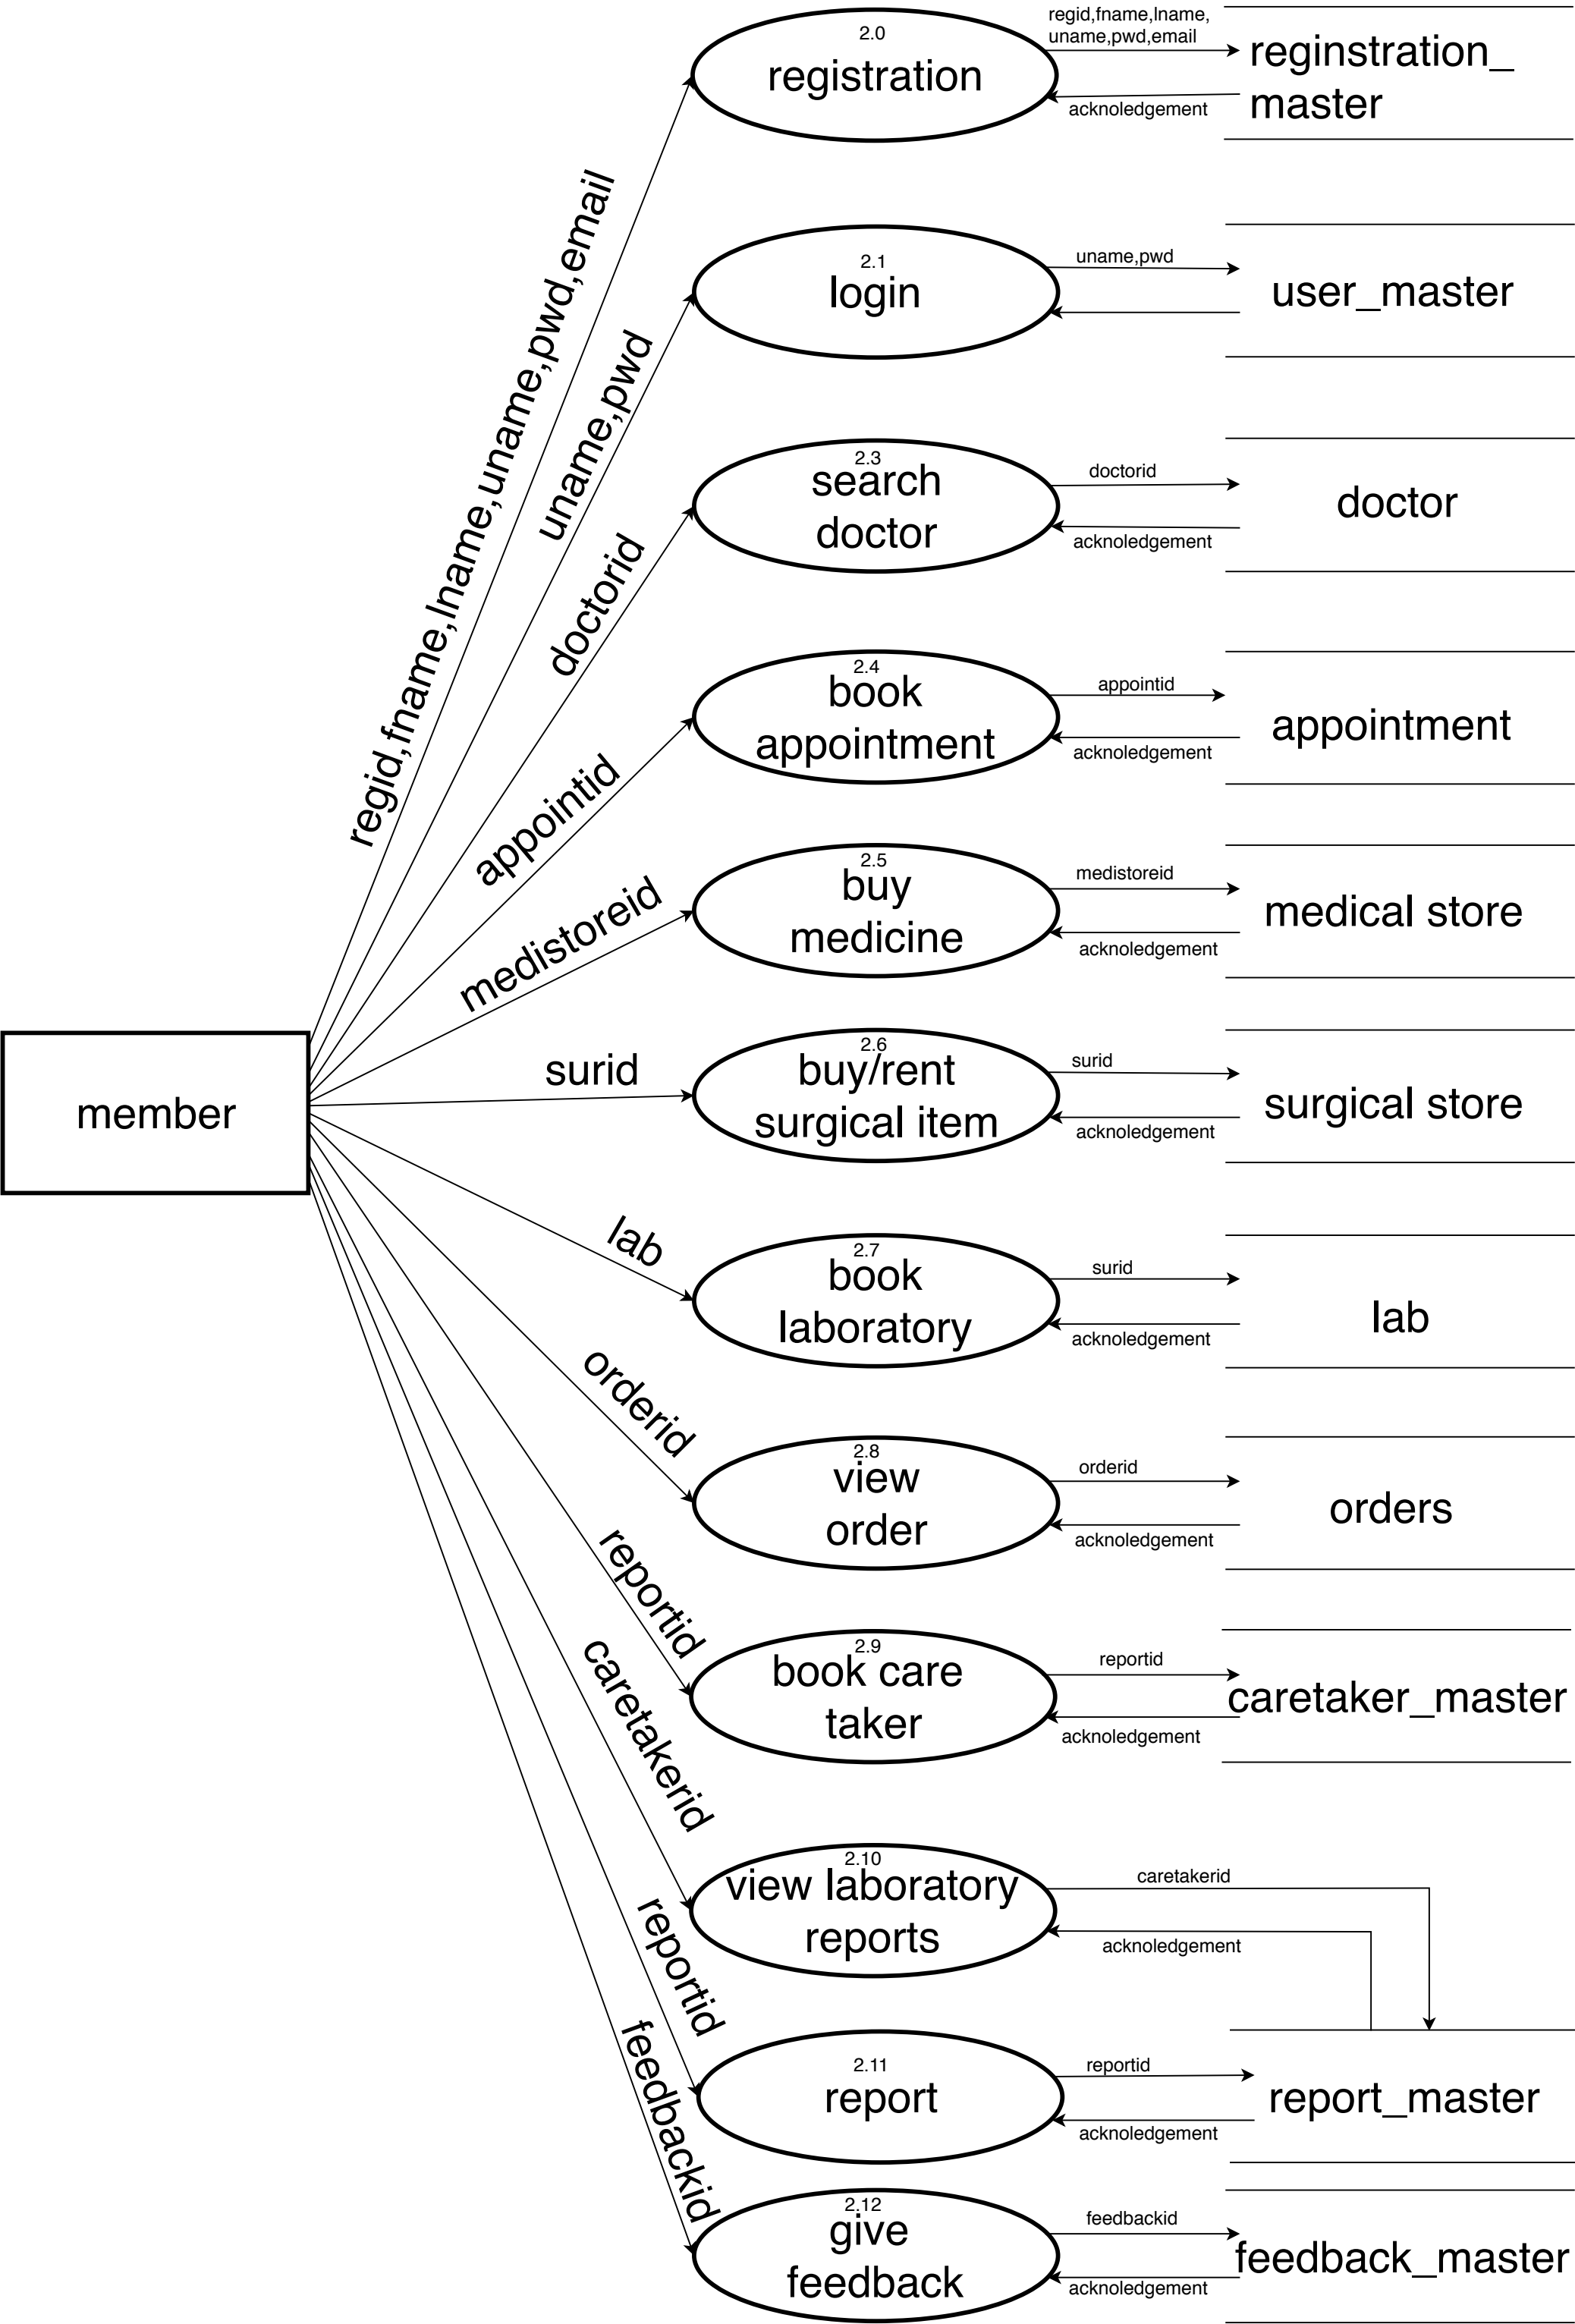 regid,fname,lname,
uname,pwd,email
2.0
registration
reginstration_
master
acknoledgement
regid,fname,lname,uname,pwd,email
2.1
login
uname,pwd
user_master
uname,pwd
2.3
search
doctor
doctorid
doctor
acknoledgement
doctorid
2.4
book
appointment
appointid
appointment
acknoledgement
appointid
2.5
buy
medicine
medistoreid
medical store
acknoledgement
medistoreid
member
surid
2.6
buy/rent
surgical item
surid
surgical store
acknoledgement
lab
2.7
book
laboratory
surid
lab
acknoledgement
orderid
2.8
view
order
orderid
orders
acknoledgement
reportid
2.9
book care
taker
reportid
caretaker_master
acknoledgement
caretakerid
2.10
view laboratory
reports
caretakerid
acknoledgement
reportid
2.11
report
reportid
report_master
acknoledgement
feedbackid
2.12
give
feedback
feedbackid
feedback_master
acknoledgement